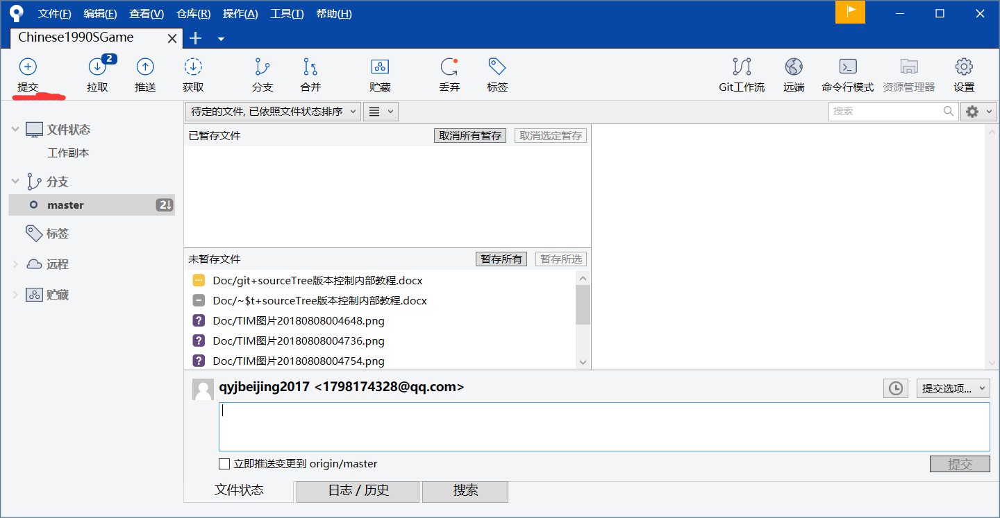 文件(F) 编辑(E) 查看(V) 仓库(R) 操作(A) 工具(T) 帮助(H)
Chinese1990SGame
2
提交 拉取 推送 获取 分支 合并 贮藏 丢弃 标签 Git工作流 远端 命令行模式 资源管理器 设置
待定的文件, 已依照文件状态排序
搜索
文件状态
工作副本
分支
master 2↓
标签
远程
贮藏
已暂存文件 取消所有暂存 取消选定暂存
未暂存文件 暂存所有 暂存所选
Doc/git+sourceTree版本控制内部教程.docx
Doc/~$t+sourceTree版本控制内部教程.docx
? Doc/TIM图片20180808004648.png
? Doc/TIM图片20180808004736.png
? Doc/TIM图片20180808004754.png
qyjbeijing2017 <1798174328@qq.com>
提交选项...
立即推送变更到 origin/master
提交
文件状态 日志 / 历史 搜索